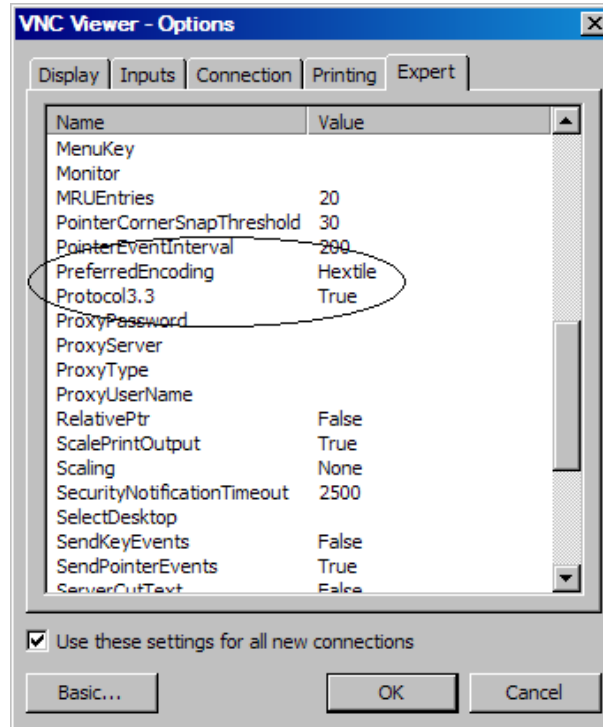 VNC Viewer - Options
Display Inputs Connection Printing Expert
Name Value
MenuKey
Monitor
MRUEntries 20
PointerCornerSnapThreshold 30
PointerEventInterval 200
PreferredEncoding Hextile
Protocol3.3 True
ProxyPassword
ProxyServer
ProxyType
ProxyUserName
RelativePtr False
ScalePrintOutput True
Scaling None
SecurityNotificationTimeout 2500
SelectDesktop
SendKeyEvents False
SendPointerEvents True
ServerCutText False
Use these settings for all new connections
Basic... OK Cancel